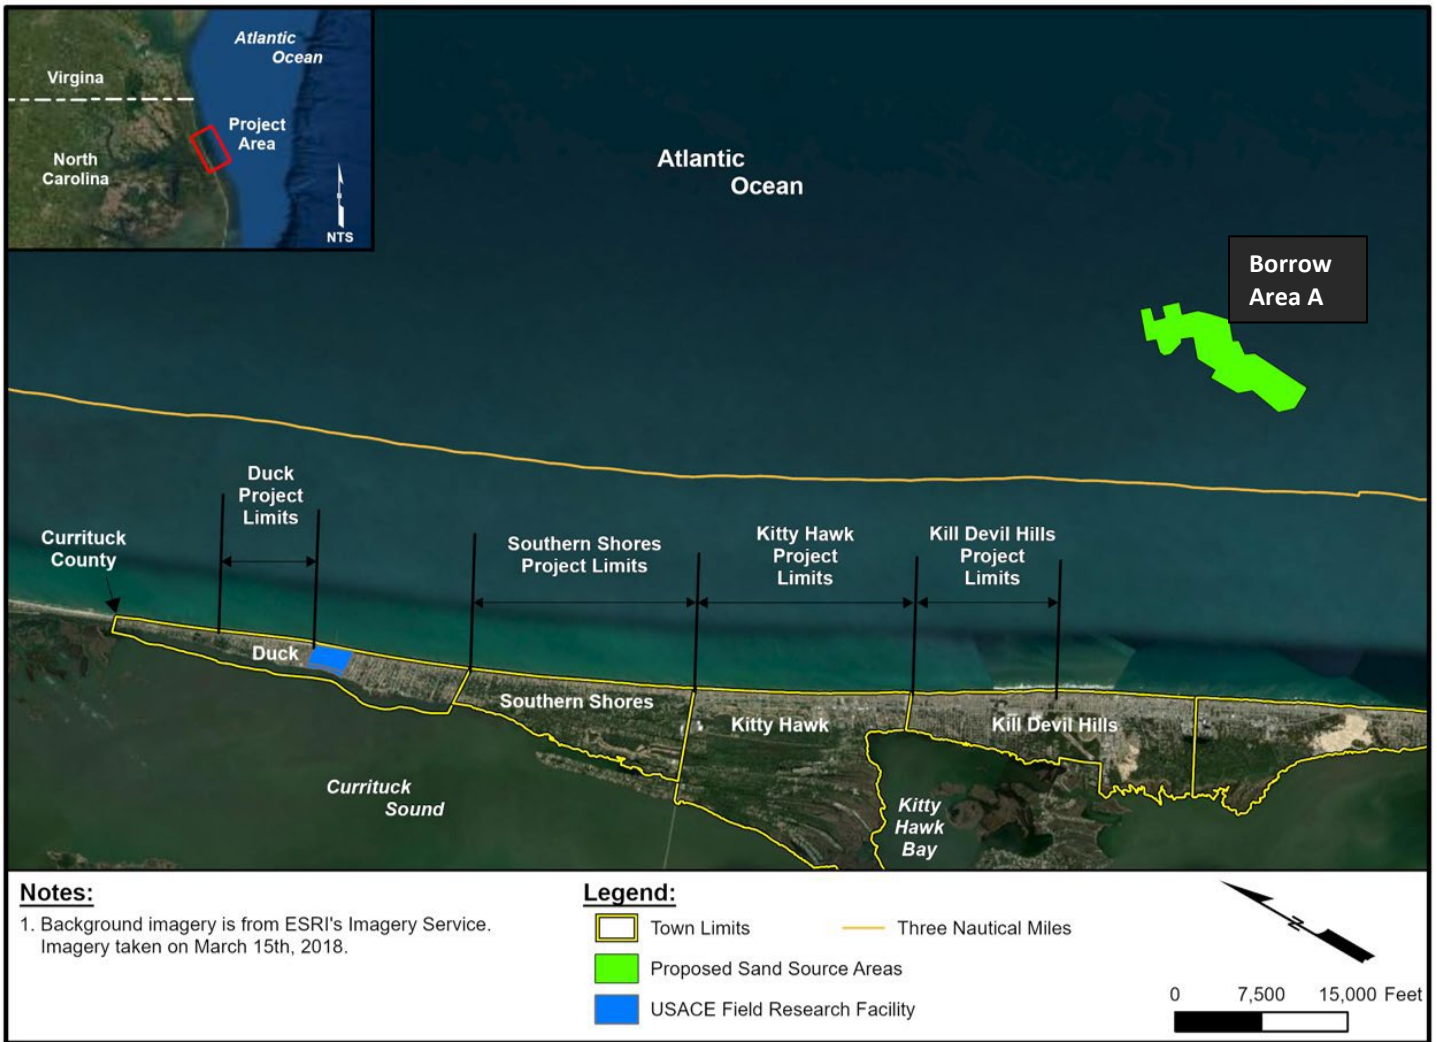 Atlantic
Ocean
Virgina
Project
Area
North
Carolina
N
NTS
Atlantic
Ocean
Borrow
Area A
Duck
Project
Limits
Currituck
County
Southern Shores
Project Limits
Kitty Hawk
Project
Limits
Kill Devil Hills
Project
Limits
Duck
Southern Shores
Kitty Hawk
Kill Devil Hills
Currituck
Sound
Kitty
Hawk
Bay
Notes:
1. Background imagery is from ESRI's Imagery Service.
Imagery taken on March 15th, 2018.
Legend:
Town Limits
Three Nautical Miles
Proposed Sand Source Areas
USACE Field Research Facility
N
0 7,500 15,000 Feet